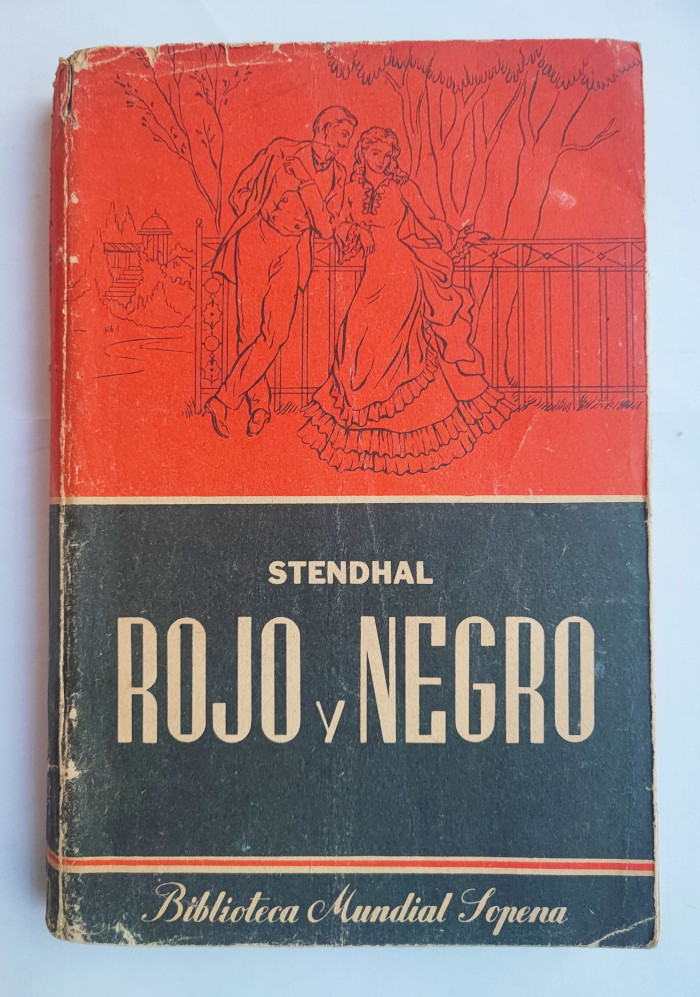 STENDHAL
ROJO y NEGRO
Biblioteca Mundial Sopena